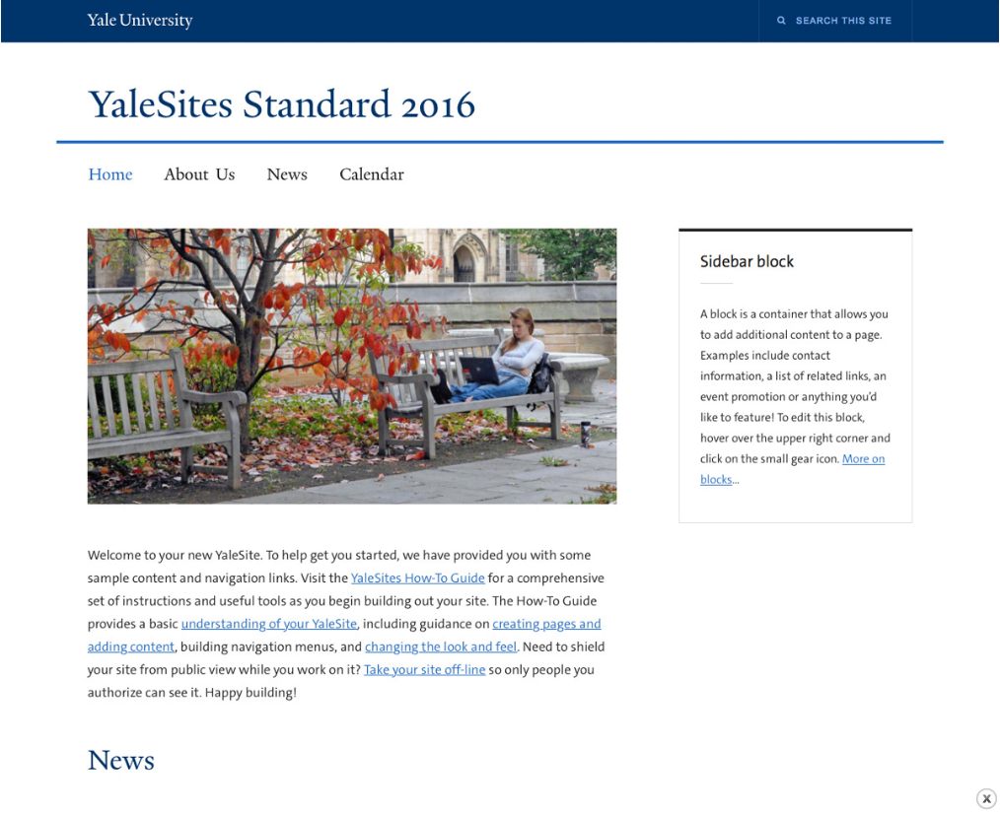 Yale University
SEARCH THIS SITE
YaleSites Standard 2016
Home About Us News Calendar
Sidebar block
A block is a container that allows you
to add additional content to a page.
Examples include contact
information, a list of related links, an
event promotion or anything you'd
like to feature! To edit this block,
hover over the upper right corner and
click on the small gear icon. More on
blocks...
Welcome to your new YaleSite. To help get you started, we have provided you with some
sample content and navigation links. Visit the YaleSites How-To Guide for a comprehensive
set of instructions and useful tools as you begin building out your site. The How-To Guide
provides a basic understanding of your YaleSite, including guidance on creating pages and
adding content, building navigation menus, and changing the look and feel. Need to shield
your site from public view while you work on it? Take your site off-line so only people you
authorize can see it. Happy building!
News
x